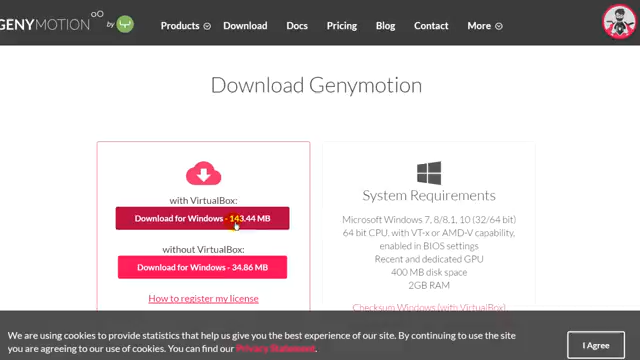 GENYMOTION by
Products Download Docs Pricing Blog Contact More
Download Genymotion
with VirtualBox:
Download for Windows - 143.44 MB
without VirtualBox:
Download for Windows - 34.86 MB
How to register my license
System Requirements
Microsoft Windows 7, 8/8.1, 10 (32/64 bit)
64 bit CPU, with VT-x or AMD-V capability,
enabled in BIOS settings
Recent and dedicated GPU
400 MB disk space
2GB RAM
Checksum Windows (with VirtualBox)
We are using cookies to provide statistics that help us give you the best experience of our site. By continuing to use the site
you are agreeing to our use of cookies. You can find our Privacy Statement.
I Agree